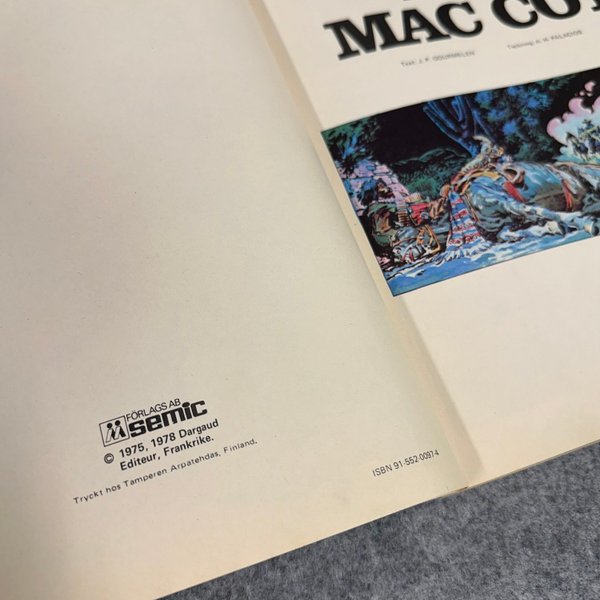 MAC CO
Text: J. P. GOURMELEN Teckning: A. H. PALACIOS
FÖRLAGS AB
semic
© 1975, 1978 Dargaud
Editeur, Frankrike.
Tryckt hos Tamperen Arpatehdas, Finland.
ISBN 91-552-0097-4